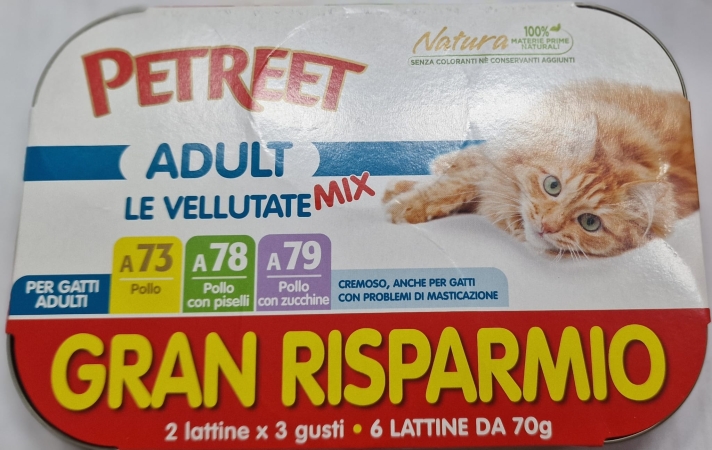 PETREET
Natura 100% MATERIE PRIME NATURALI
SENZA COLORANTI NÈ CONSERVANTI AGGIUNTI
ADULT
LE VELLUTATE MIX
A73
Pollo
A78
Pollo
con piselli
A79
Pollo
con zucchine
PER GATTI
ADULTI
CREMOSO, ANCHE PER GATTI
CON PROBLEMI DI MASTICAZIONE
GRAN RISPARMIO
2 lattine x 3 gusti • 6 LATTINE DA 70g